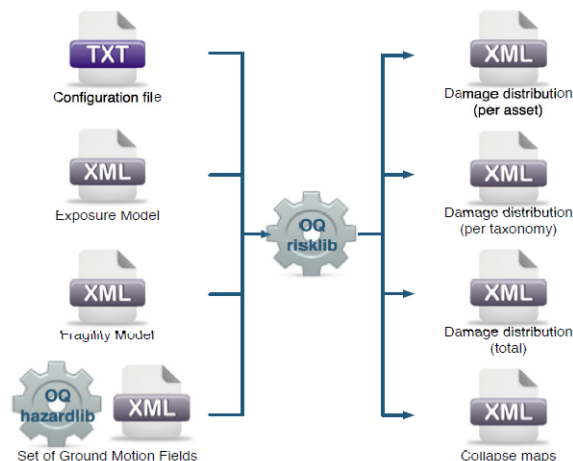 TXT
Configuration file
XML
Exposure Model
XML
Fragility Model
OQ
hazardlib
XML
Set of Ground Motion Fields
OQ
risklib
XML
Damage distribution
(per asset)
XML
Damage distribution
(per taxonomy)
XML
Damage distribution
(total)
XML
Collapse maps